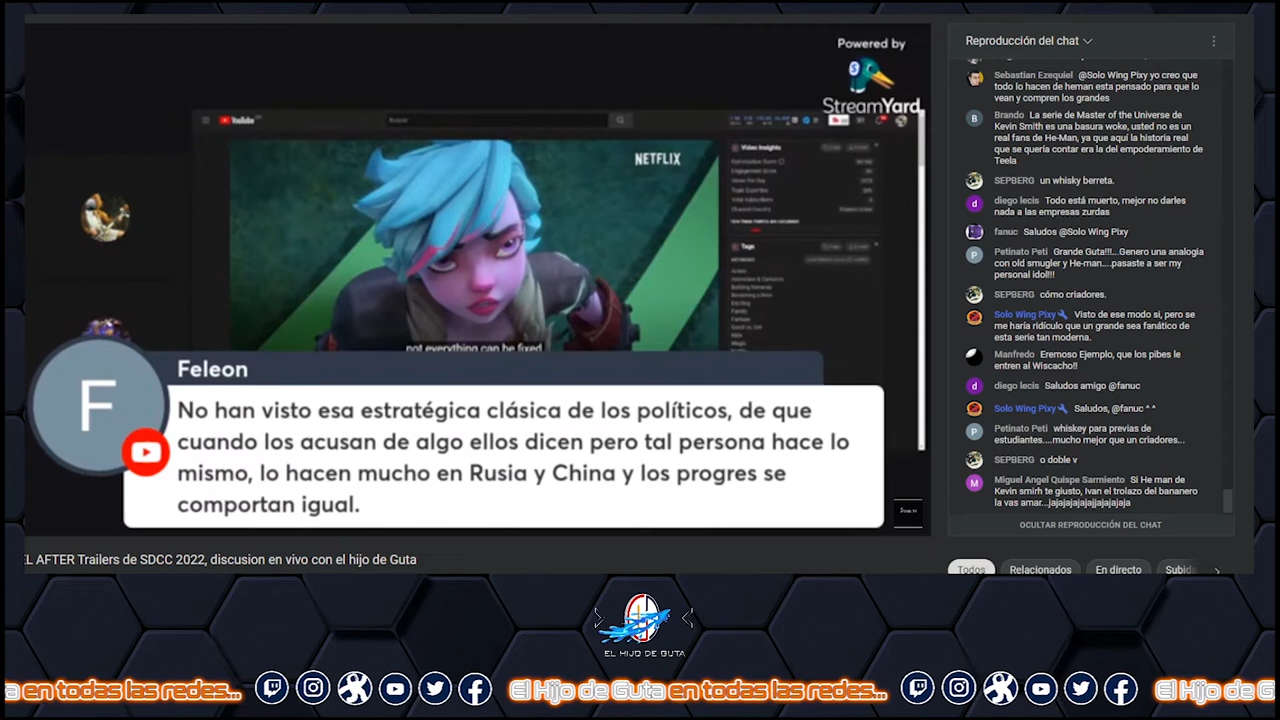 Powered by
StreamYard
YouTube
Buscar
NETFLIX
Video Insights
Tags
not everything can be fixed
Feleon
No han visto esa estratégica clásica de los políticos, de que
cuando los acusan de algo ellos dicen pero tal persona hace lo
mismo, lo hacen mucho en Rusia y China y los progres se
comportan igual.
EL AFTER Trailers de SDCC 2022, discusion en vivo con el hijo de Guta
Reproducción del chat
Sebastian Ezequiel @Solo Wing Pixy yo creo que
todo lo hacen de heman esta pensado para que lo
vean y compren los grandes
Brando La serie de Master of the Universe de
Kevin Smith es una basura woke, usted no es un
real fans de He-Man, ya que aquí la historia real
que se quería contar era la del empoderamiento de
Teela
SEPBERG un whisky berreta.
diego lecis Todo está muerto, mejor no darles
nada a las empresas zurdas
fanuc Saludos @Solo Wing Pixy
Petinato Peti Grande Guta!!!...Genero una analogia
con old smugler y He-man....pasaste a ser my
personal idol!!!
SEPBERG cómo criadores.
Solo Wing Pixy Visto de ese modo si, pero se
me haría ridículo que un grande sea fanático de
esta serie tan moderna.
Manfredo Eremoso Ejemplo, que los pibes le
entren al Wiscacho!!
diego lecis Saludos amigo @fanuc
Solo Wing Pixy Saludos, @fanuc ^^
Petinato Peti whiskey para previas de
estudiantes....mucho mejor que un criadores...
SEPBERG o doble v
Miguel Angel Quispe Sarmiento Si He man de
Kevin smirh te giusto, Ivan el trolazo del bananero
la vas amar...jajajajajajjajajajaja
OCULTAR REPRODUCCIÓN DEL CHAT
Todos Relacionados En directo Subid
EL HIJO DE GUTA
a en todas las redes... El Hijo de Guta en todas las redes... El Hijo de G